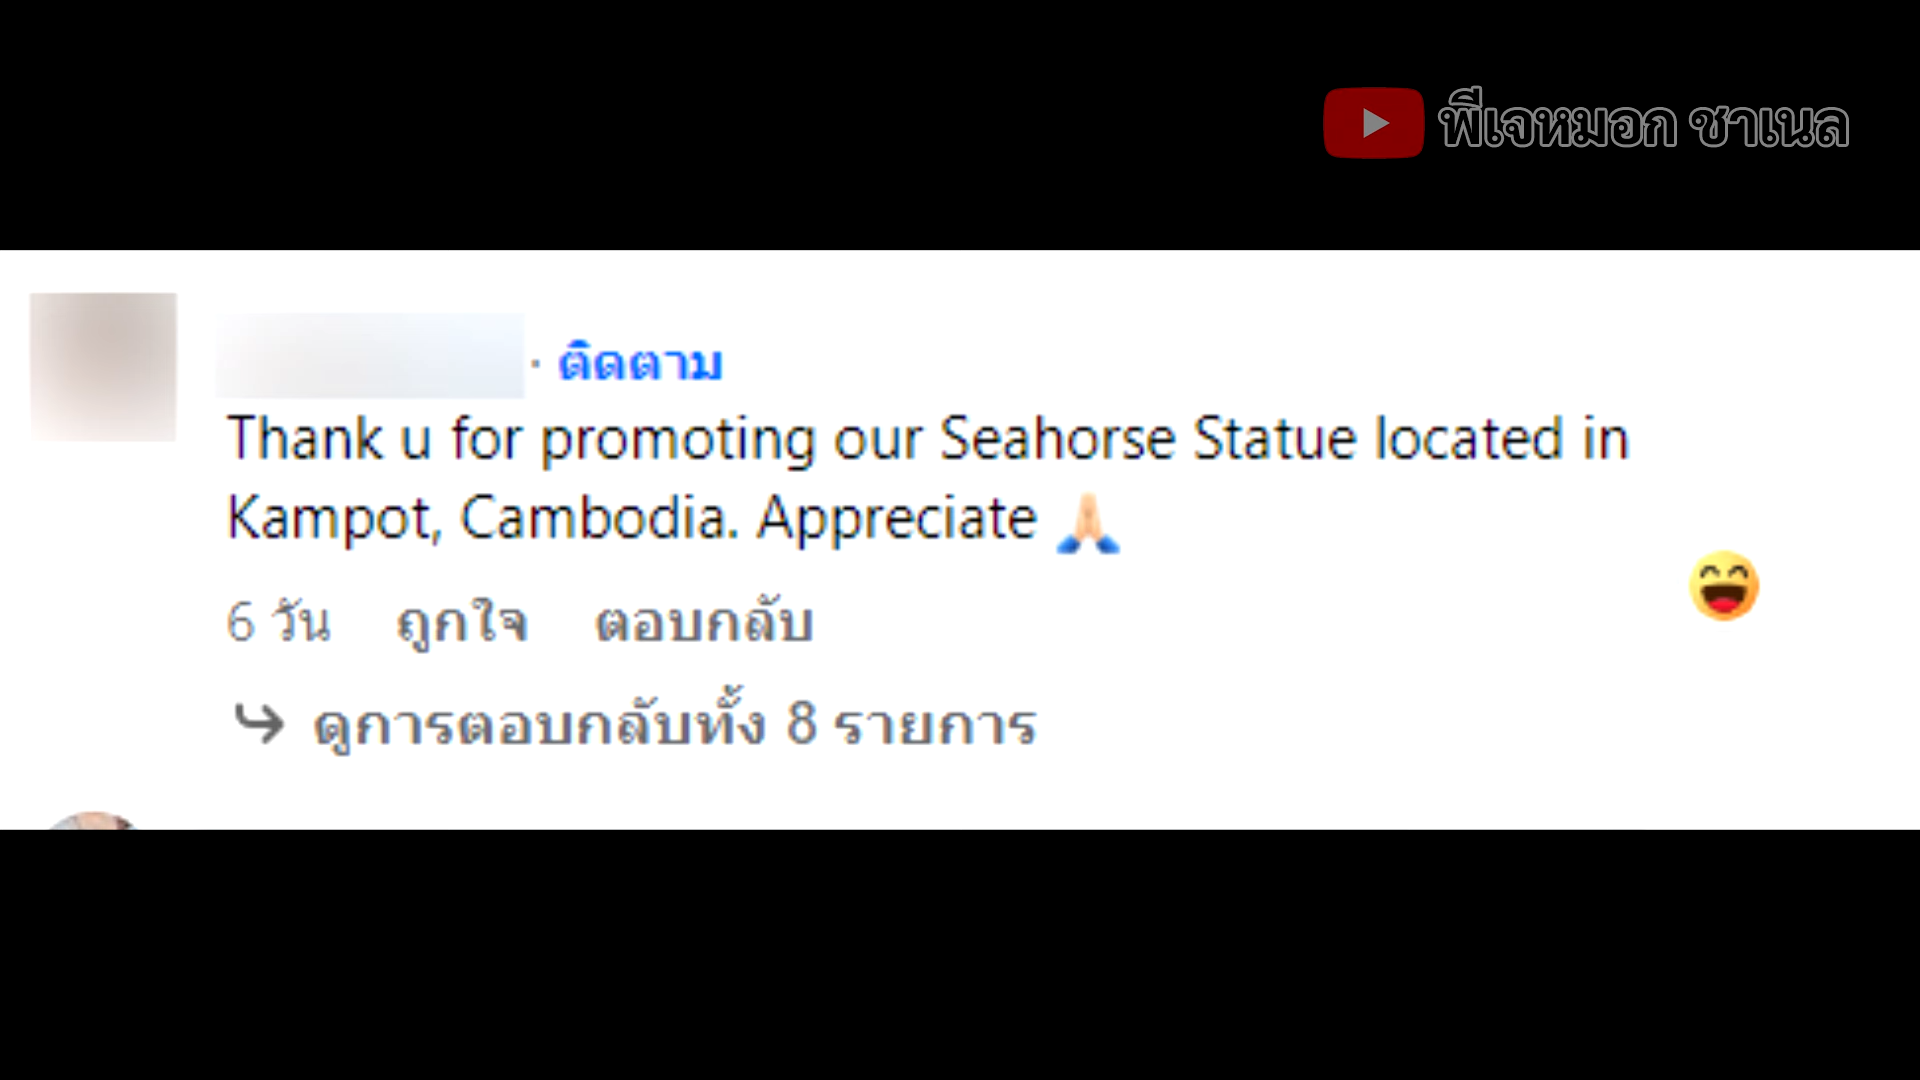 พีเจหมอก ชาเนล
· ติดตาม
Thank u for promoting our Seahorse Statue located in
Kampot, Cambodia. Appreciate 🙏🏻
6 วัน ถูกใจ ตอบกลับ
ดูการตอบกลับทั้ง 8 รายการ